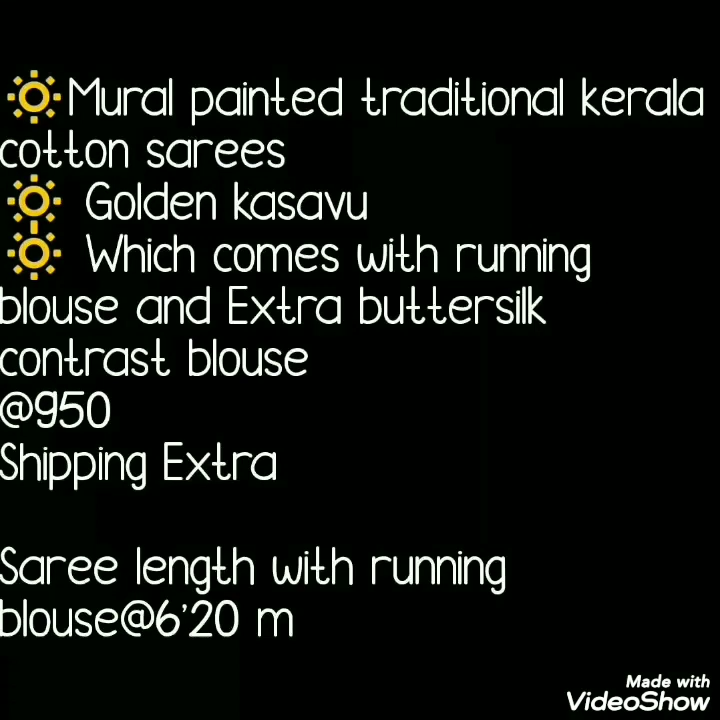 🔅Mural painted traditional kerala
cotton sarees
🔅 Golden kasavu
🔅 Which comes with running
blouse and Extra buttersilk
contrast blouse
@950
Shipping Extra
Saree length with running
blouse@6'20 m
Made with
VideoShow